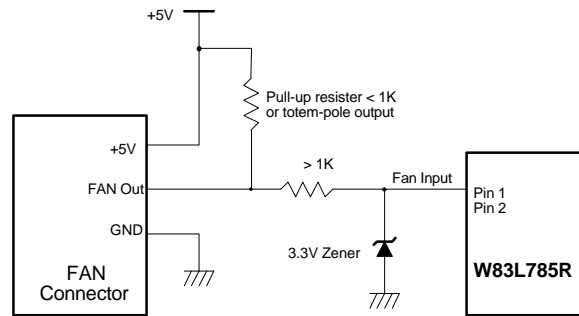 +5V
Pull-up resister < 1K
or totem-pole output
+5V
> 1K
FAN Out
Fan Input
Pin 1
Pin 2
GND
3.3V Zener
FAN
Connector
W83L785R